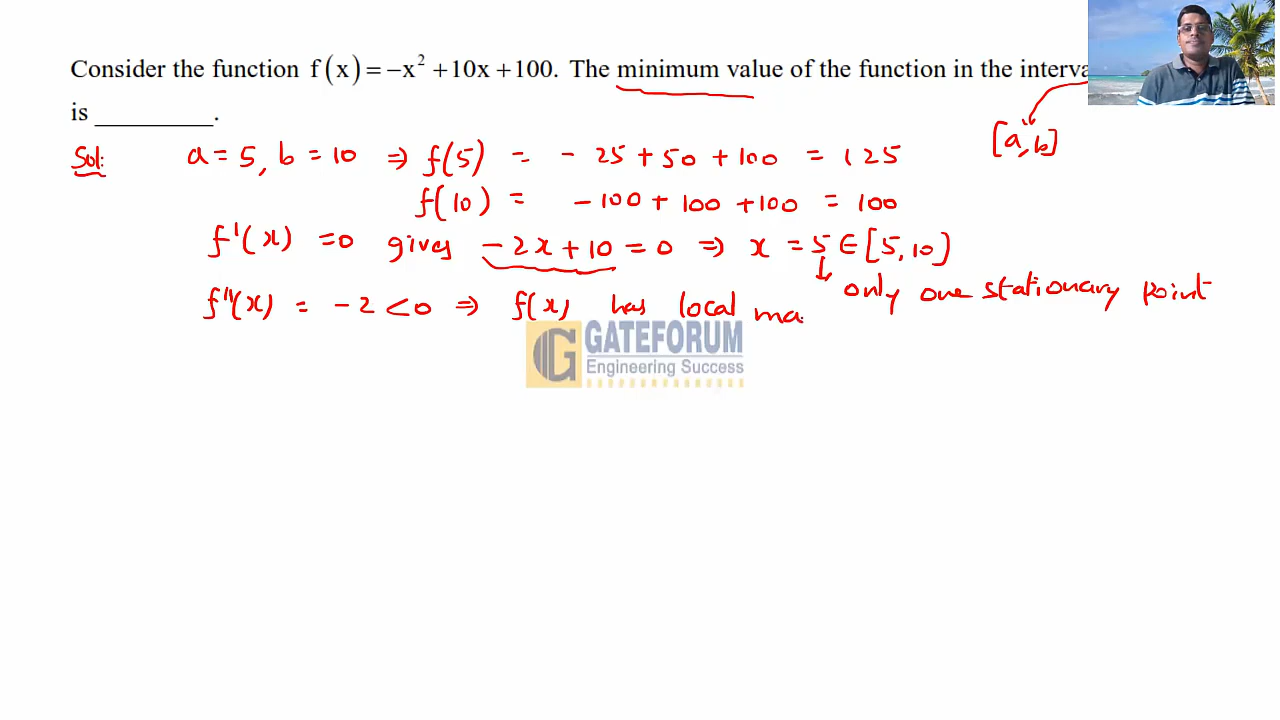 Consider the function f(x) = −x² + 10x + 100. The minimum value of the function in the
is _________.
[a, b]
Sol: a = 5, b = 10 ⇒ f(5) = - 25 + 50 + 100 = 125
f(10) = - 100 + 100 + 100 = 100
f'(x) = 0 gives - 2x + 10 = 0 ⇒ x = 5 ∈ [5, 10]
↳ only one stationary point
f''(x) = - 2 < 0 ⇒ f(x) has local ma
GATEFORUM
Engineering Success